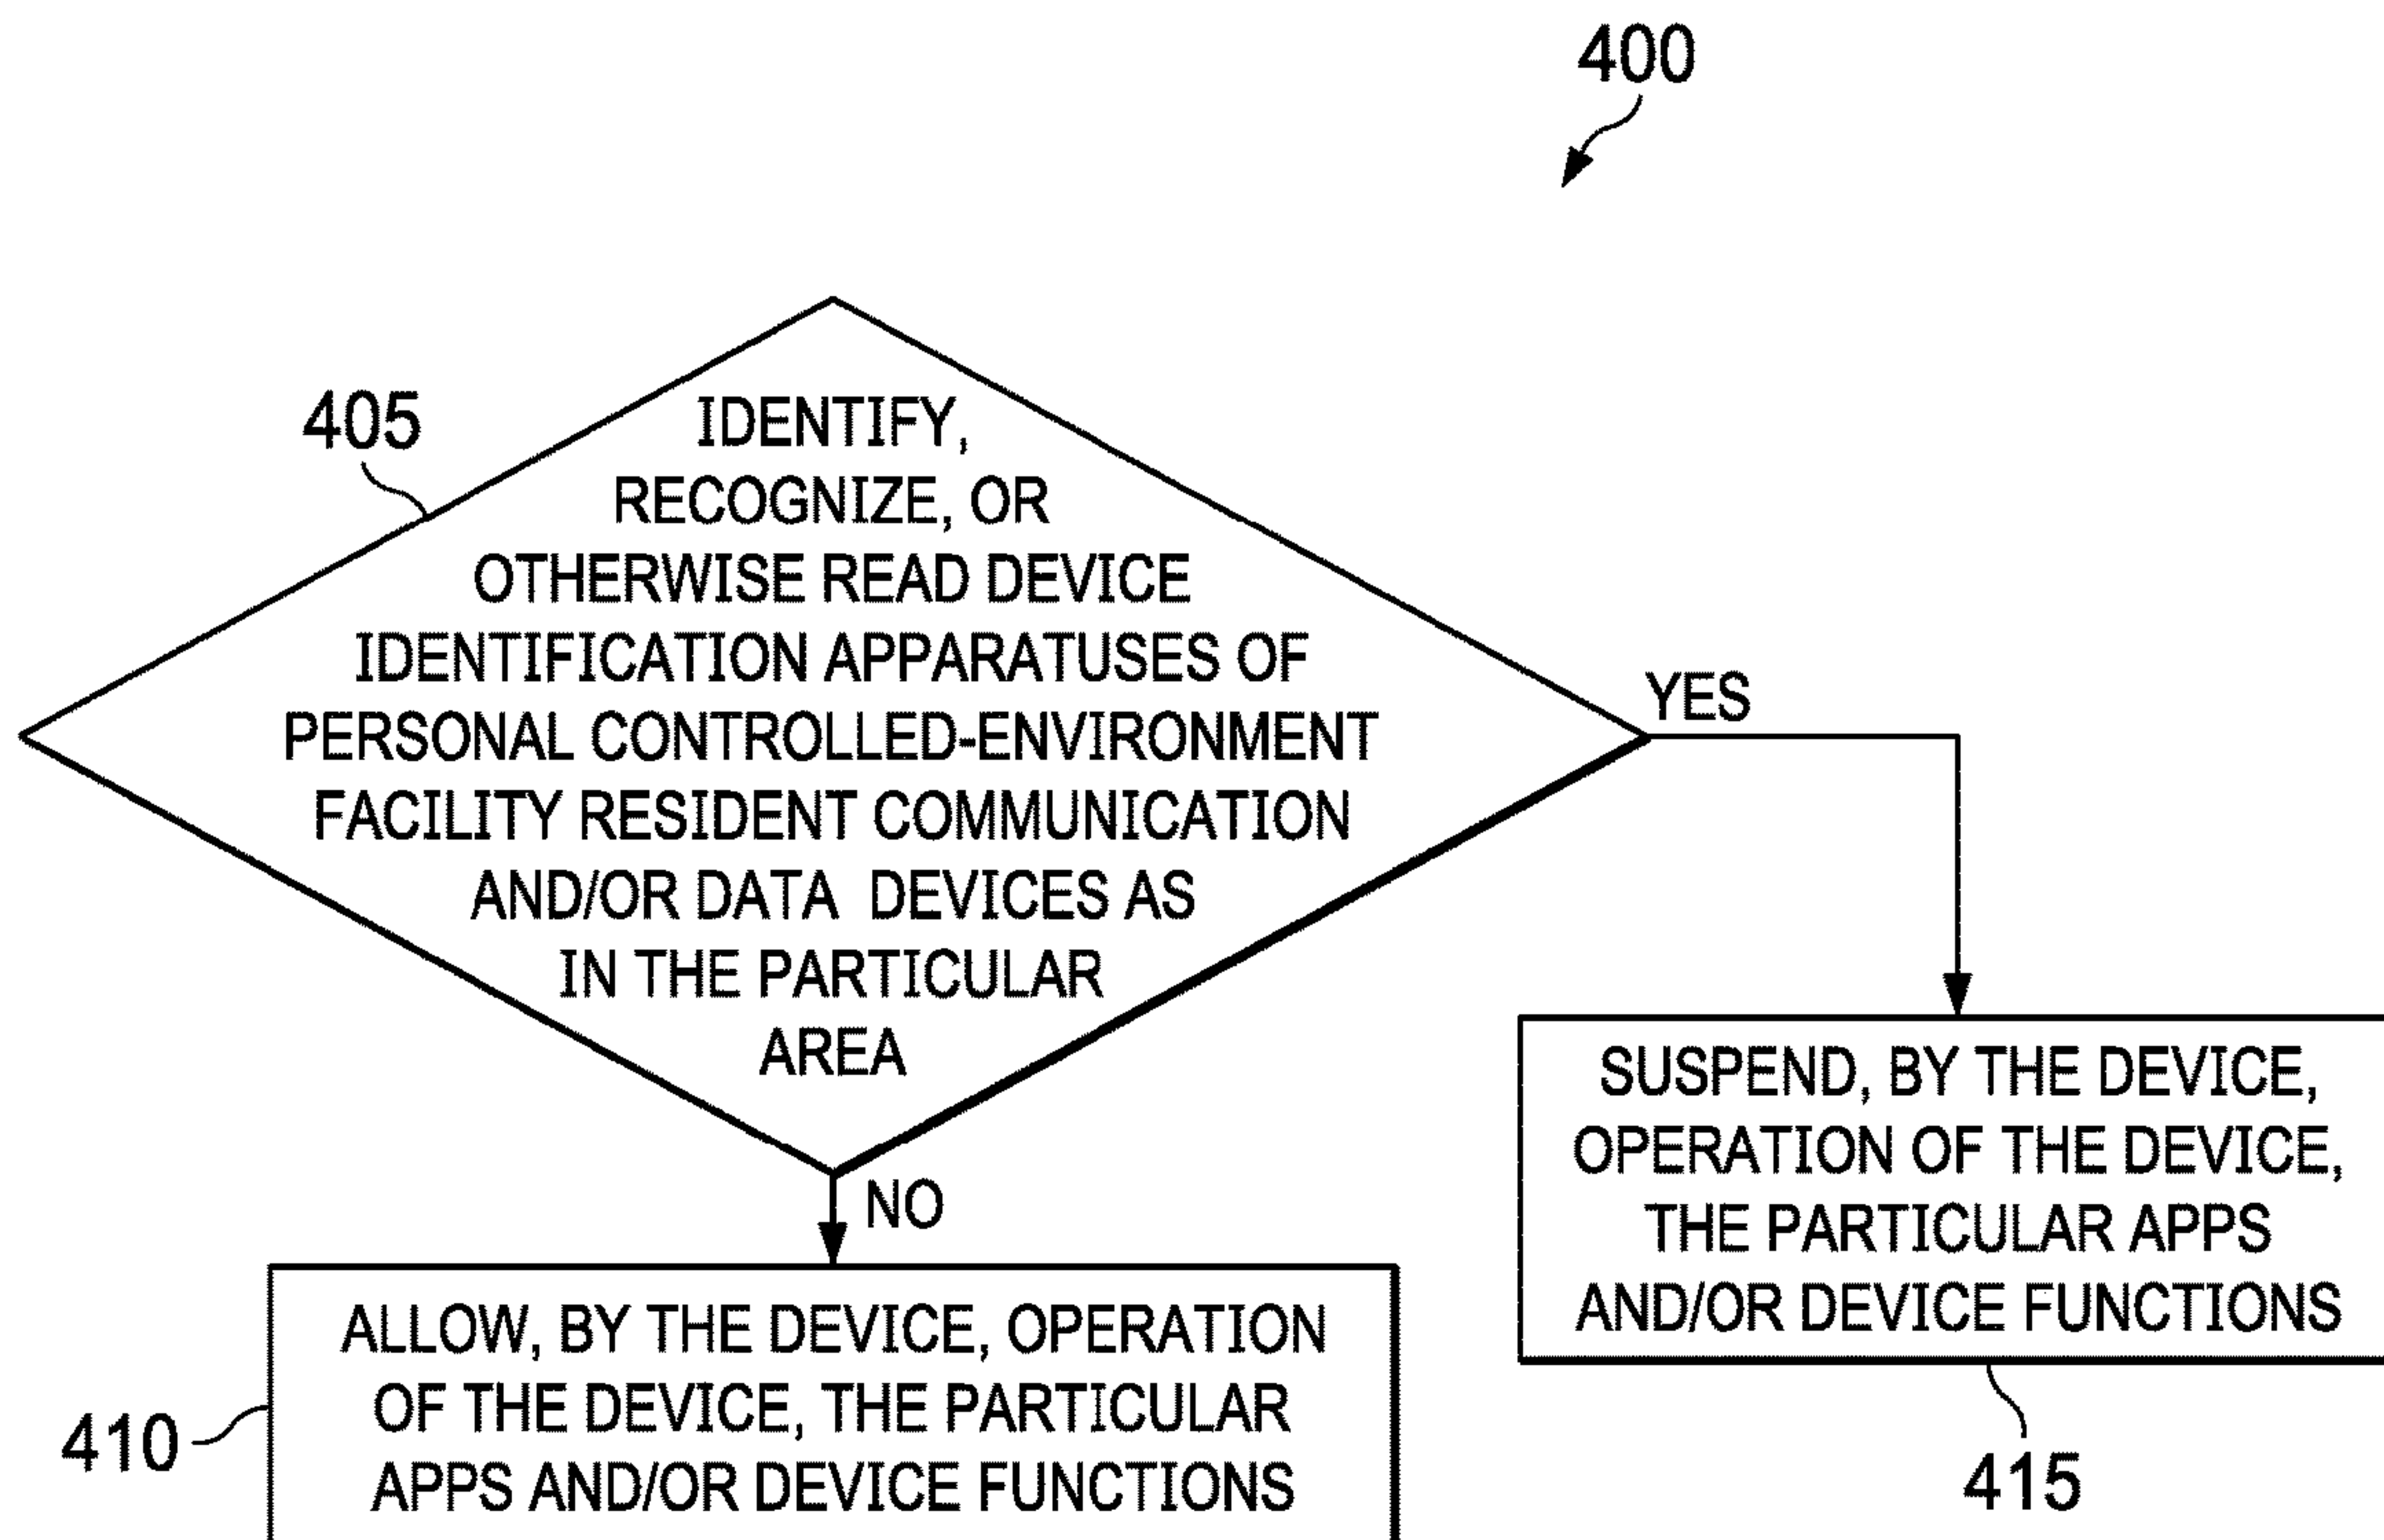 400
405
IDENTIFY,
RECOGNIZE, OR
OTHERWISE READ DEVICE
IDENTIFICATION APPARATUSES OF
PERSONAL CONTROLLED-ENVIRONMENT
FACILITY RESIDENT COMMUNICATION
AND/OR DATA DEVICES AS
IN THE PARTICULAR
AREA
YES
NO
SUSPEND, BY THE DEVICE,
OPERATION OF THE DEVICE,
THE PARTICULAR APPS
AND/OR DEVICE FUNCTIONS
415
ALLOW, BY THE DEVICE, OPERATION
OF THE DEVICE, THE PARTICULAR
APPS AND/OR DEVICE FUNCTIONS
410